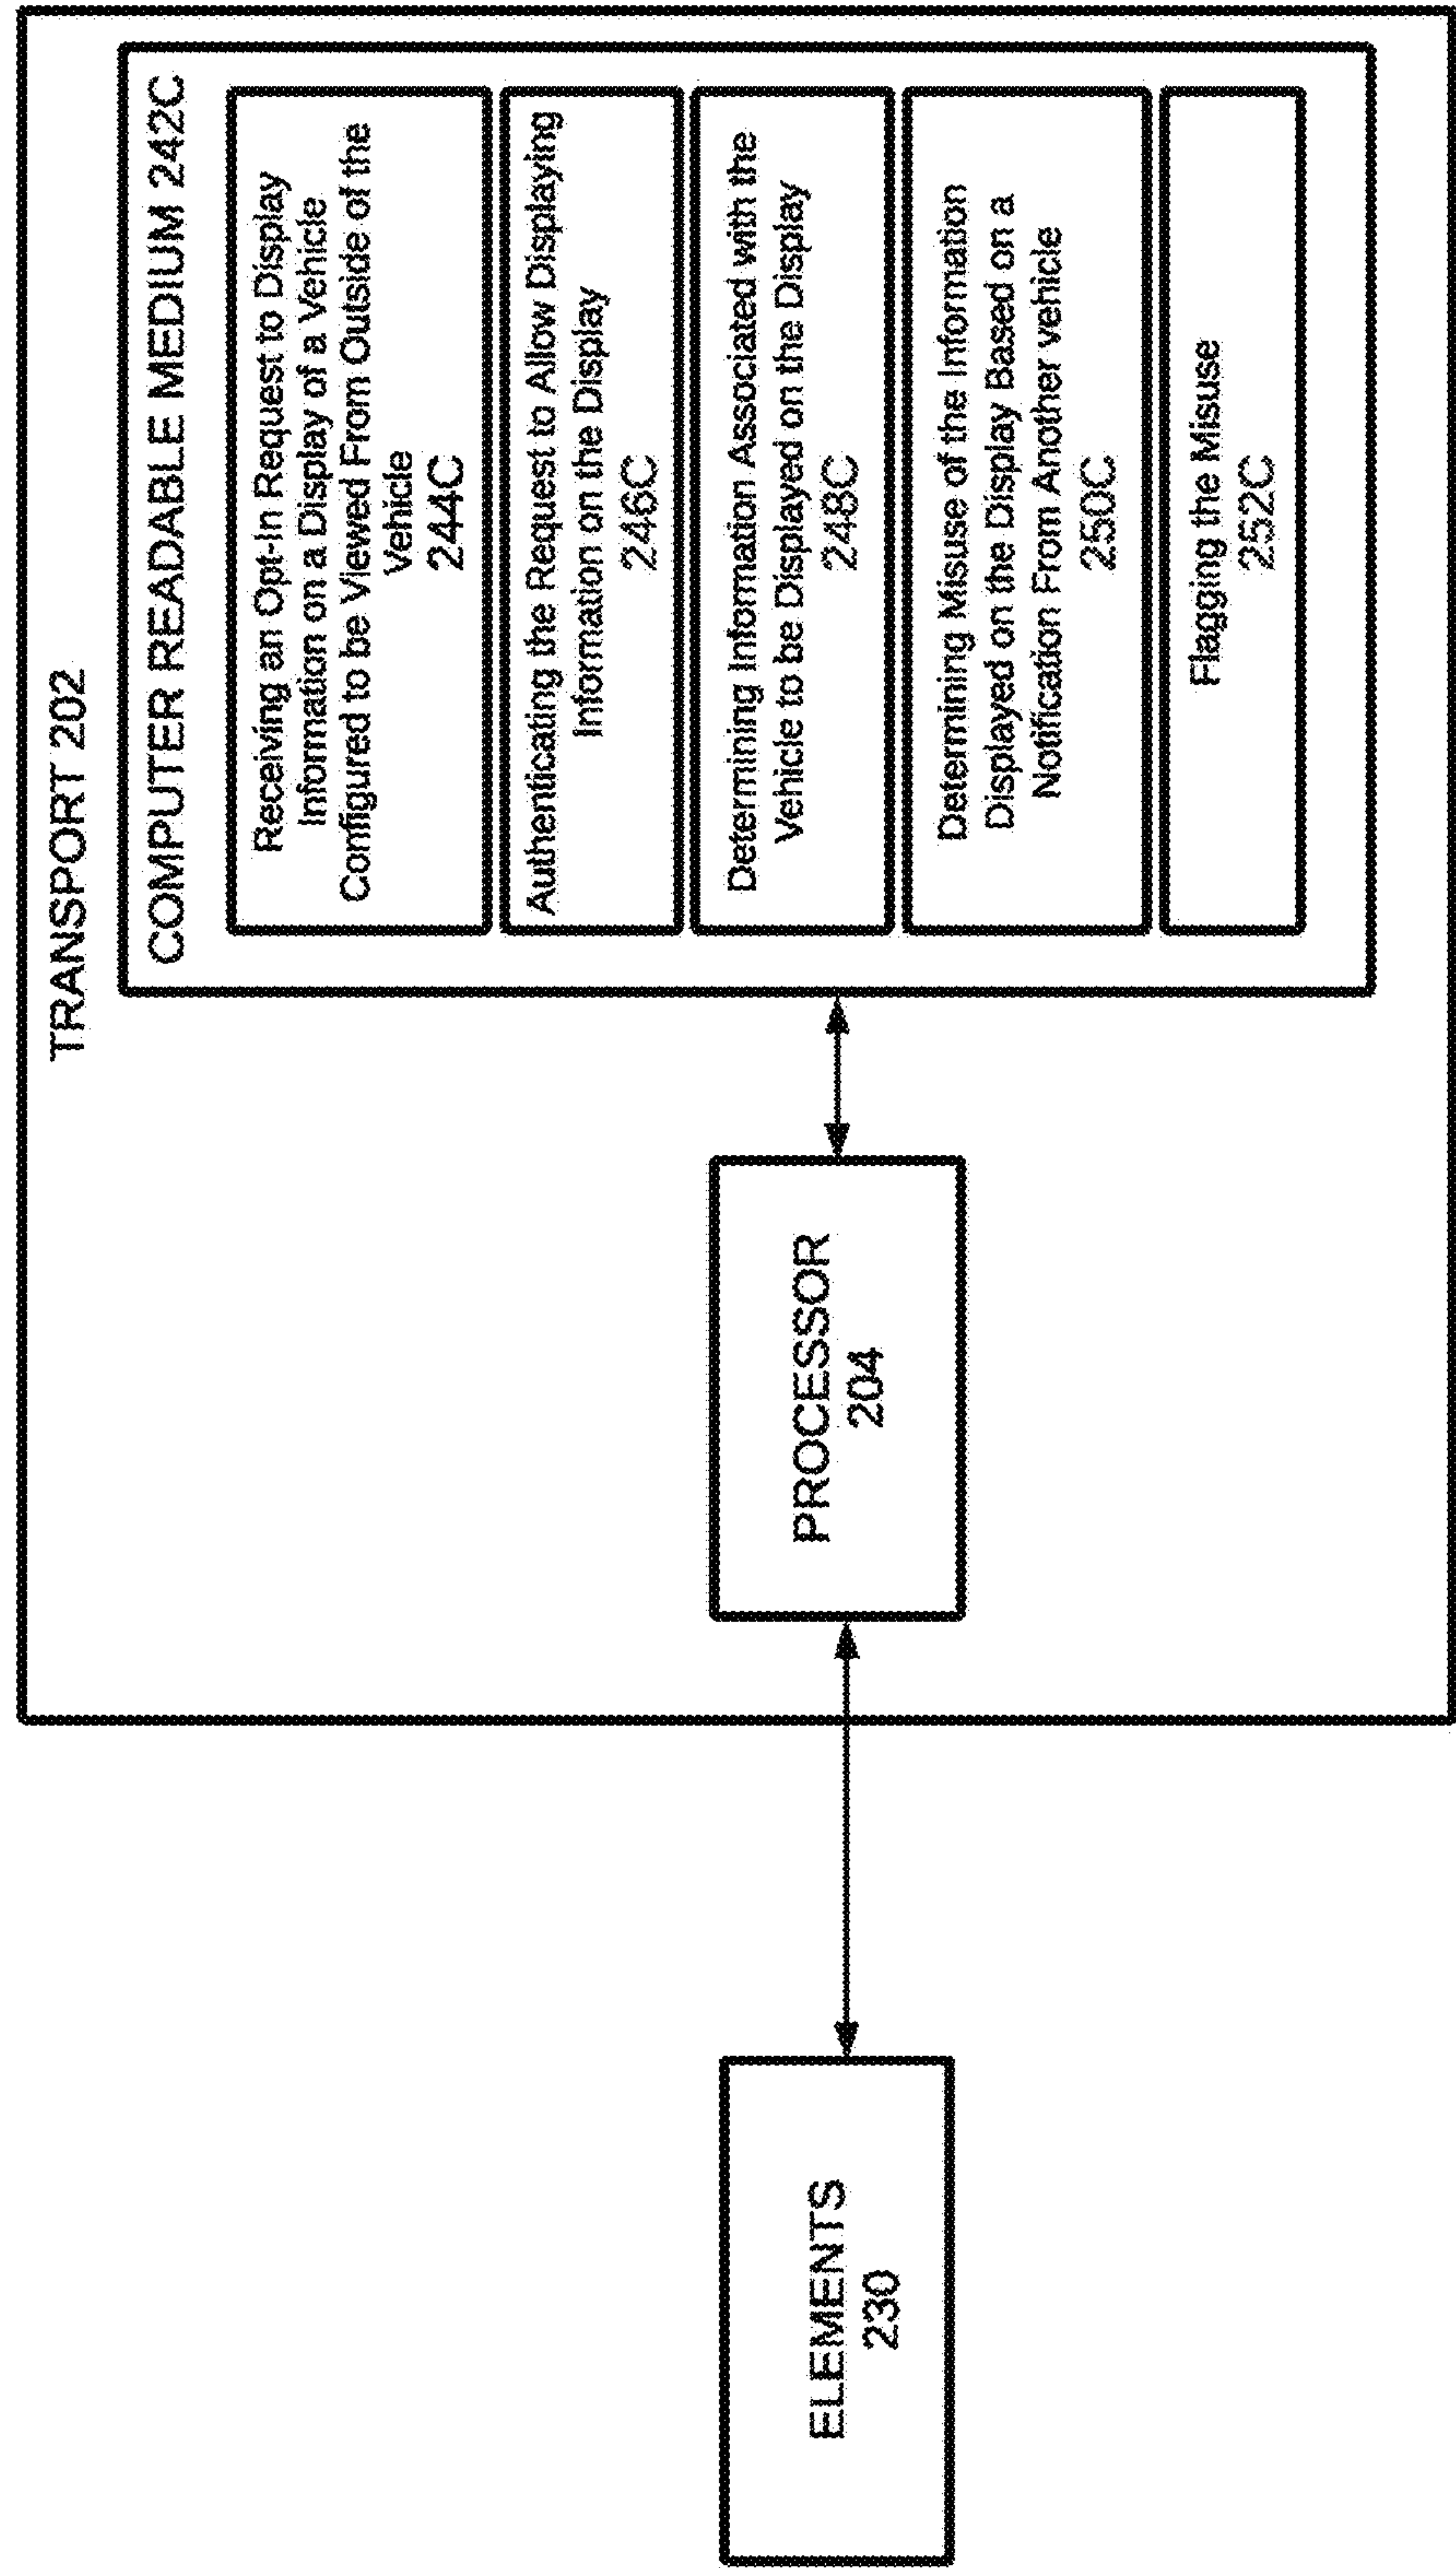 TRANSPORT 202
COMPUTER READABLE MEDIUM 242C
Receiving an Opt-In Request to Display
Information on a Display of a Vehicle
Configured to be Viewed From Outside of the
Vehicle
244C
Authenticating the Request to Allow Displaying
Information on the Display
246C
Determining Information Associated with the
Vehicle to be Displayed on the Display
248C
Determining Misuse of the Information
Displayed on the Display Based on a
Notification From Another vehicle
250C
Flagging the Misuse
252C
PROCESSOR
204
ELEMENTS
230